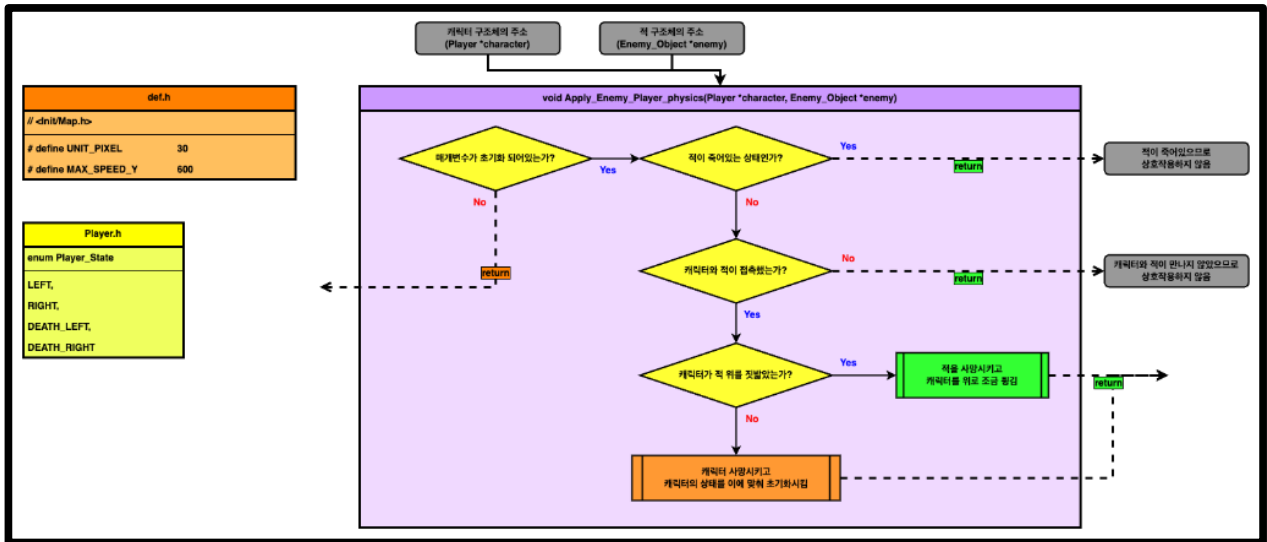 캐릭터 구조체의 주소
(Player *character)
적 구조체의 주소
(Enemy_Object *enemy)
def.h
// <Init/Map.h>
# define UNIT_PIXEL 30
# define MAX_SPEED_Y 600
Player.h
enum Player_State
LEFT,
RIGHT,
DEATH_LEFT,
DEATH_RIGHT
void Apply_Enemy_Player_physics(Player *character, Enemy_Object *enemy)
매개변수가 초기화 되어있는가?
Yes
No
return
적이 죽어있는 상태인가?
Yes
return
No
적이 죽어있으므로
상호작용하지 않음
캐릭터와 적이 접촉했는가?
No
return
Yes
캐릭터와 적이 만나지 않았으므로
상호작용하지 않음
캐릭터가 적 위를 짓밟았는가?
Yes
No
적을 사망시키고
캐릭터를 위로 조금 튕김
return
캐릭터 사망시키고
캐릭터의 상태를 이에 맞춰 초기화시킴